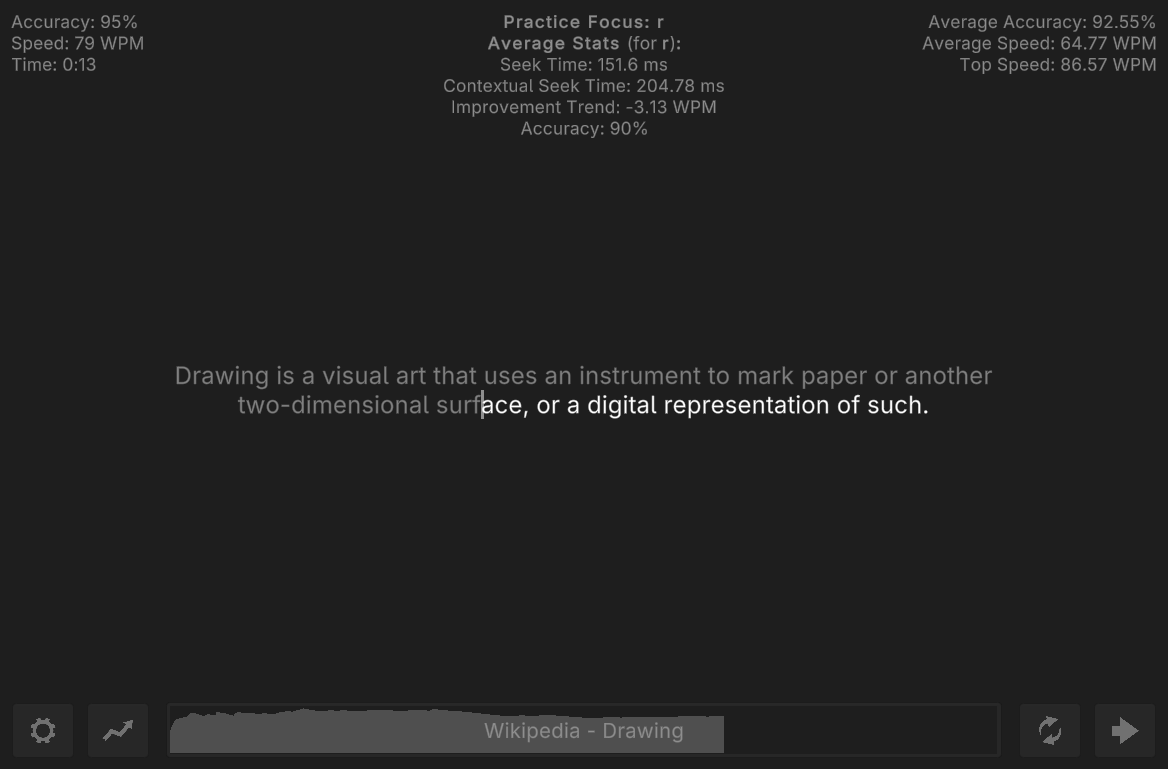 Accuracy: 95%
Speed: 79 WPM
Time: 0:13
Practice Focus: r
Average Stats (for r):
Seek Time: 151.6 ms
Contextual Seek Time: 204.78 ms
Improvement Trend: -3.13 WPM
Accuracy: 90%
Average Accuracy: 92.55%
Average Speed: 64.77 WPM
Top Speed: 86.57 WPM
Drawing is a visual art that uses an instrument to mark paper or another
two-dimensional surface, or a digital representation of such.
Wikipedia - Drawing